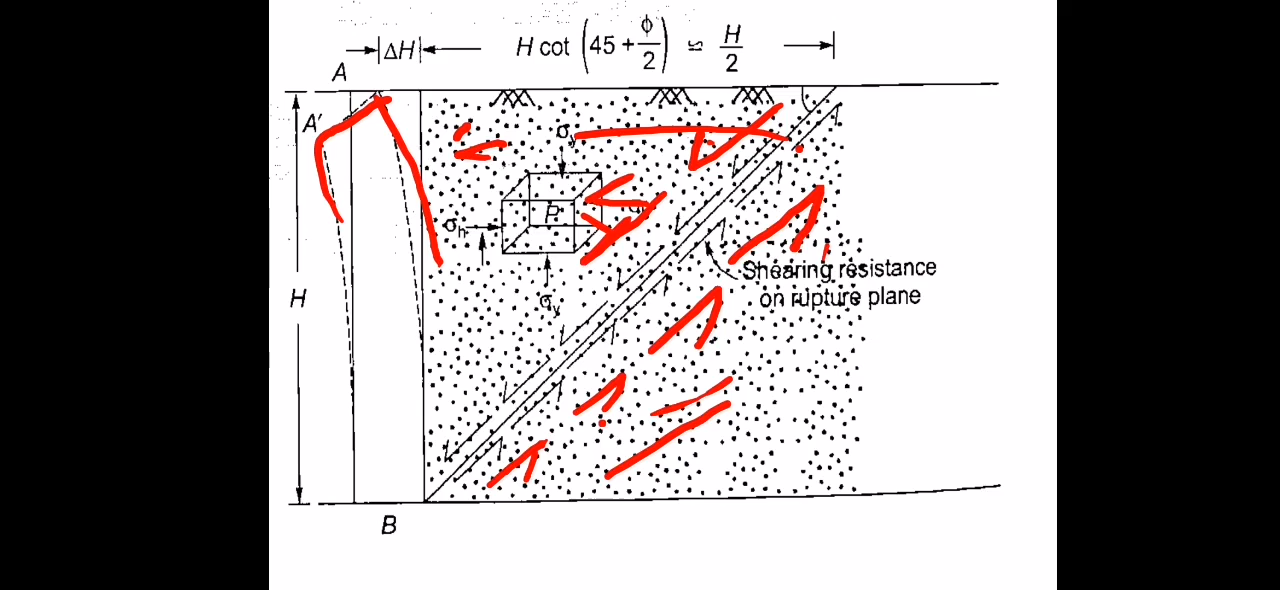 ΔH H cot (45 + ϕ/2) ≈ H/2
A
A'
σv
P
σh
Shearing resistance
on rupture plane
H
σv
B